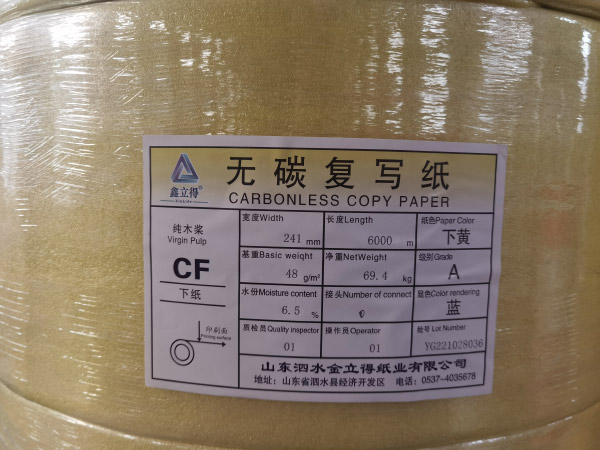 无碳复写纸
CARBONLESS COPY PAPER
鑫立得®
纯木桨
Virgin Pulp
CF
下纸
印刷面
Printing surface
宽度Width
241 mm
长度Length
6000 m
纸色Paper Color
下黄
基重Basic weight
48 g/m²
净重NetWeight
69.4 kg
级别Grade
A
水份Moisture content
6.5 %
接头Number of connect
显色Color rendering
蓝
质检员Quality inspector
01
操作员Operator
01
批号Lot Number
YG221028036
山东泗水金立得纸业有限公司
地址:山东省泗水县经济开发区 电话:0537-4035678